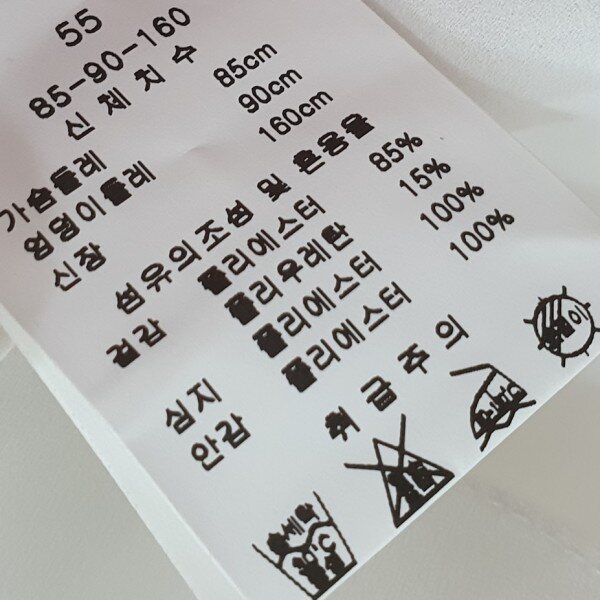 55
85-90-160
신체치수
가슴둘레 85cm
엉덩이둘레 90cm
신장 160cm
섬유의조성 및 혼용율
겉감 폴리에스터 85%
폴리우레탄 15%
심지 폴리에스터 100%
안감 폴리에스터 100%
취급주의
손세탁